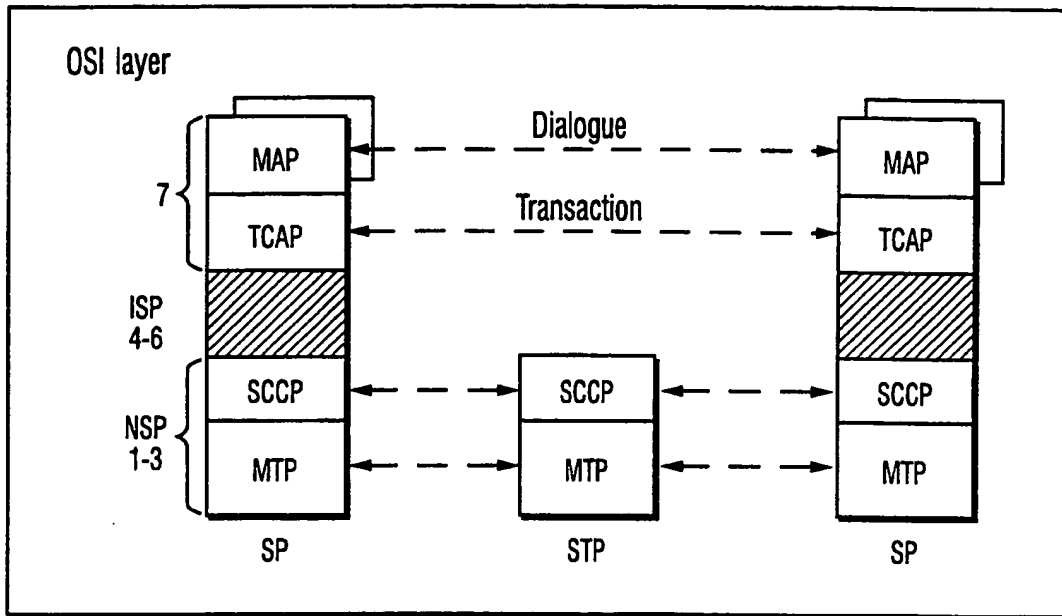 OSI layer
Dialogue
MAP
MAP
7
Transaction
TCAP
TCAP
ISP
4-6
SCCP
SCCP
SCCP
NSP
1-3
MTP
MTP
MTP
SP
STP
SP